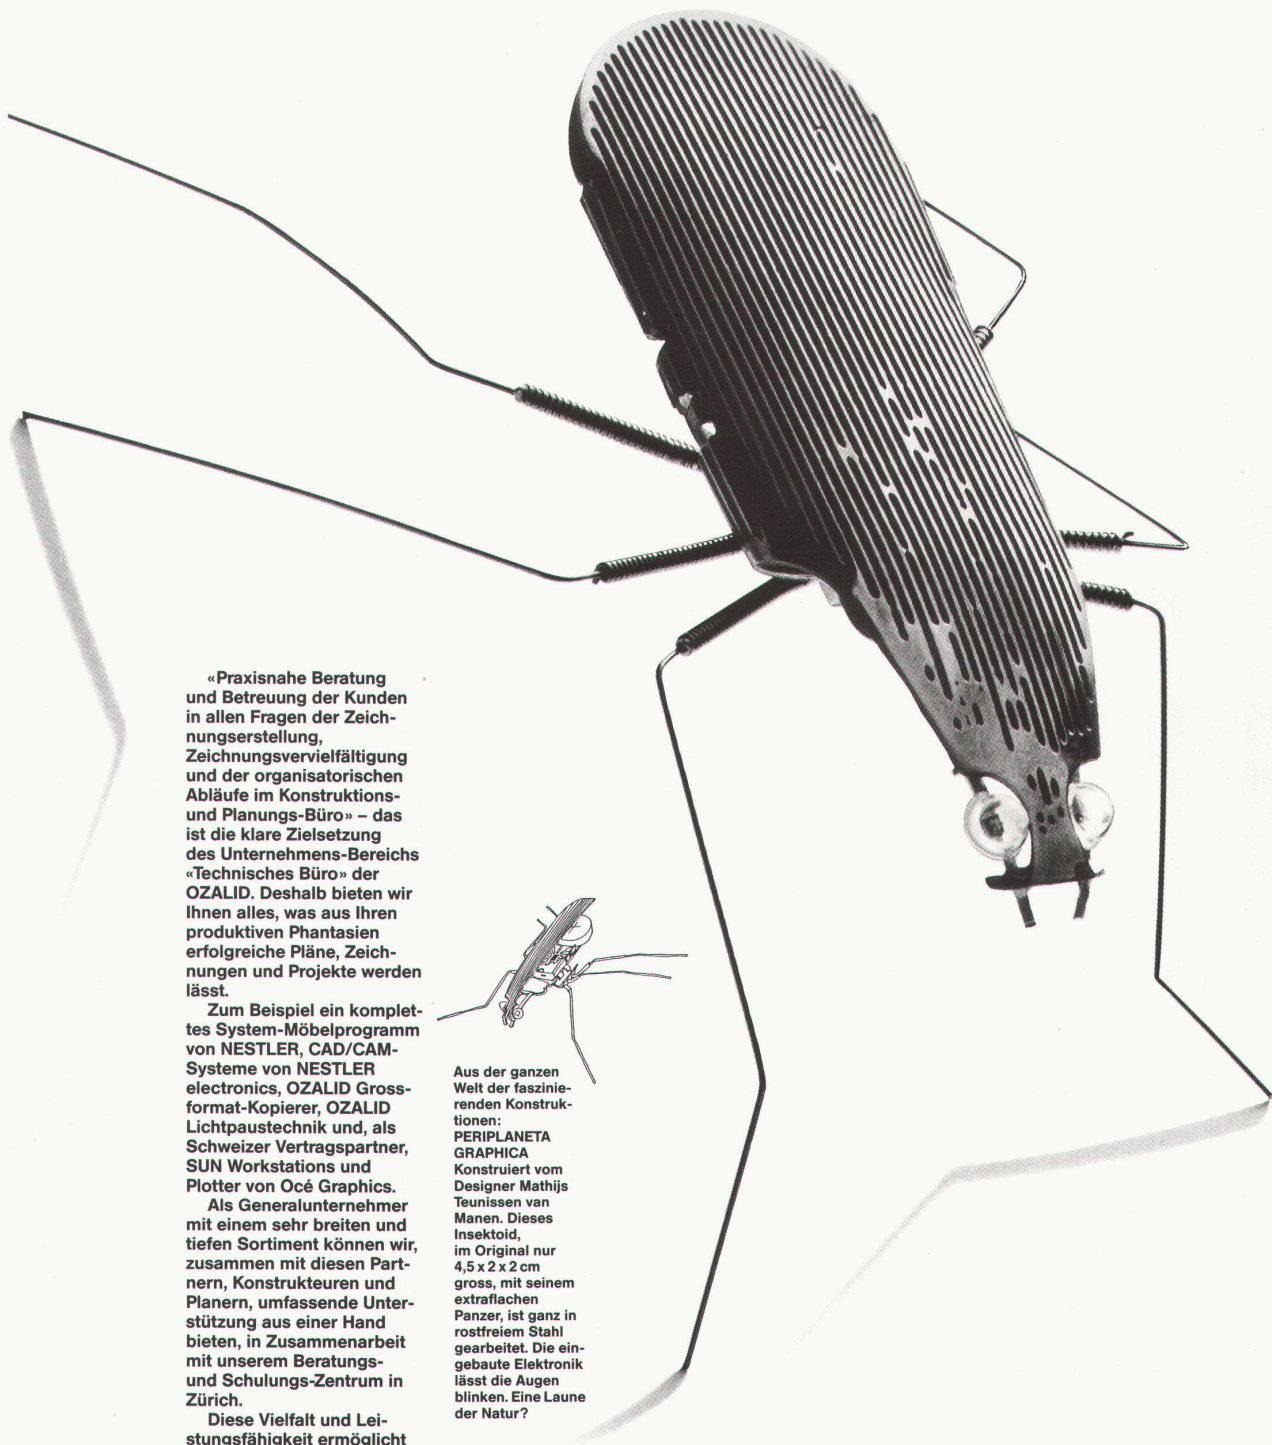 «Praxisnahe Beratung
und Betreuung der Kunden
in allen Fragen der Zeich-
nungserstellung,
Zeichnungsvervielfältigung
und der organisatorischen
Abläufe im Konstruktions-
und Planungs-Büro» – das
ist die klare Zielsetzung
des Unternehmens-Bereichs
«Technisches Büro» der
OZALID. Deshalb bieten wir
Ihnen alles, was aus Ihren
produktiven Phantasien
erfolgreiche Pläne, Zeich-
nungen und Projekte werden
lässt.
Zum Beispiel ein komplet-
tes System-Möbelprogramm
von NESTLER, CAD/CAM-
Systeme von NESTLER
electronics, OZALID Gross-
format-Kopierer, OZALID
Lichtpaustechnik und, als
Schweizer Vertragspartner,
SUN Workstations und
Plotter von Océ Graphics.
Als Generalunternehmer
mit einem sehr breiten und
tiefen Sortiment können wir,
zusammen mit diesen Part-
nern, Konstrukteuren und
Planern, umfassende Unter-
stützung aus einer Hand
bieten, in Zusammenarbeit
mit unserem Beratungs-
und Schulungs-Zentrum in
Zürich.
Diese Vielfalt und Lei-
stungsfähigkeit ermöglicht
Aus der ganzen
Welt der faszinie-
renden Konstruk-
tionen:
PERIPLANETA
GRAPHICA
Konstruiert vom
Designer Mathijs
Teunissen van
Manen. Dieses
Insektoid,
im Original nur
4,5 x 2 x 2 cm
gross, mit seinem
extraflachen
Panzer, ist ganz in
rostfreiem Stahl
gearbeitet. Die ein-
gebaute Elektronik
lässt die Augen
blinken. Eine Laune
der Natur?